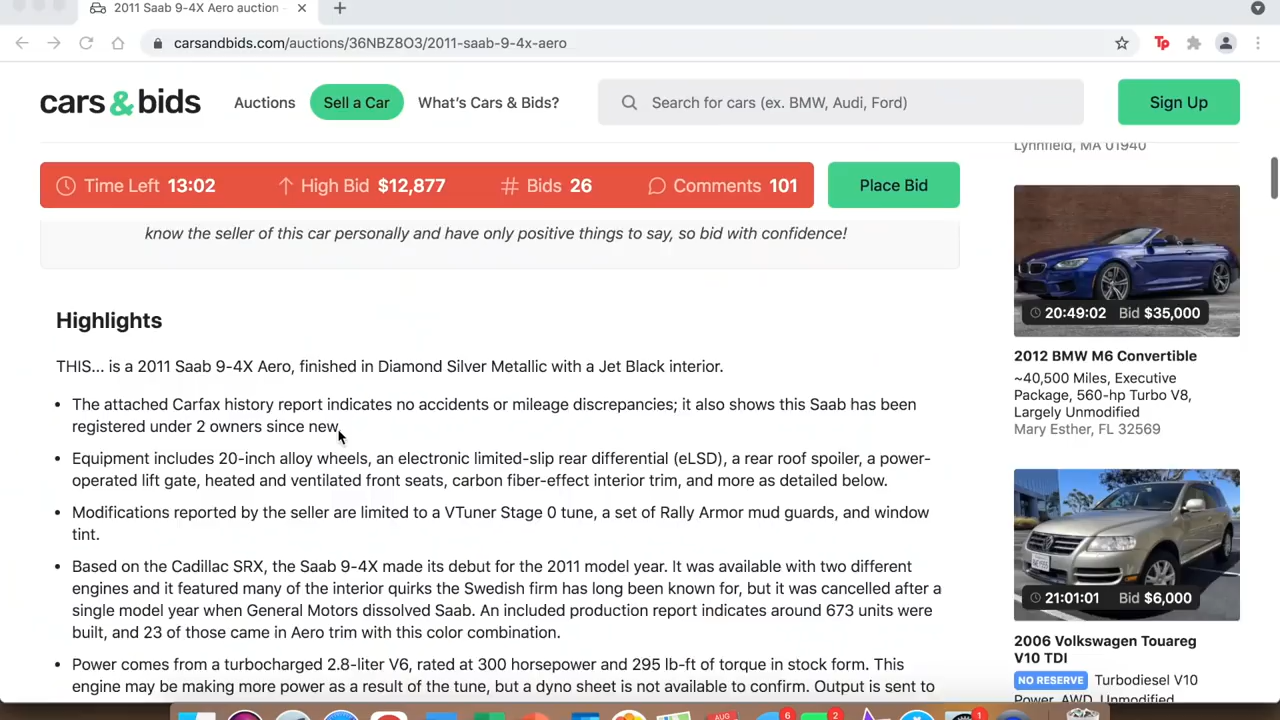 2011 Saab 9-4X Aero auction -
carsandbids.com/auctions/36NBZ8O3/2011-saab-9-4x-aero
Tp
cars & bids
Auctions
Sell a Car
What's Cars & Bids?
Search for cars (ex. BMW, Audi, Ford)
Sign Up
Time Left 13:02
High Bid $12,877
# Bids 26
Comments 101
Place Bid
know the seller of this car personally and have only positive things to say, so bid with confidence!
Highlights
THIS... is a 2011 Saab 9-4X Aero, finished in Diamond Silver Metallic with a Jet Black interior.
• The attached Carfax history report indicates no accidents or mileage discrepancies; it also shows this Saab has been
registered under 2 owners since new.
• Equipment includes 20-inch alloy wheels, an electronic limited-slip rear differential (eLSD), a rear roof spoiler, a power-
operated lift gate, heated and ventilated front seats, carbon fiber-effect interior trim, and more as detailed below.
• Modifications reported by the seller are limited to a VTuner Stage 0 tune, a set of Rally Armor mud guards, and window
tint.
• Based on the Cadillac SRX, the Saab 9-4X made its debut for the 2011 model year. It was available with two different
engines and it featured many of the interior quirks the Swedish firm has long been known for, but it was cancelled after a
single model year when General Motors dissolved Saab. An included production report indicates around 673 units were
built, and 23 of those came in Aero trim with this color combination.
• Power comes from a turbocharged 2.8-liter V6, rated at 300 horsepower and 295 lb-ft of torque in stock form. This
engine may be making more power as a result of the tune, but a dyno sheet is not available to confirm. Output is sent to
Lynnfield, MA 01940
20:49:02 Bid $35,000
2012 BMW M6 Convertible
~40,500 Miles, Executive
Package, 560-hp Turbo V8,
Largely Unmodified
Mary Esther, FL 32569
21:01:01 Bid $6,000
2006 Volkswagen Touareg
V10 TDI
NO RESERVE Turbodiesel V10
Power, AWD, Unmodified
AUG
6
2
1